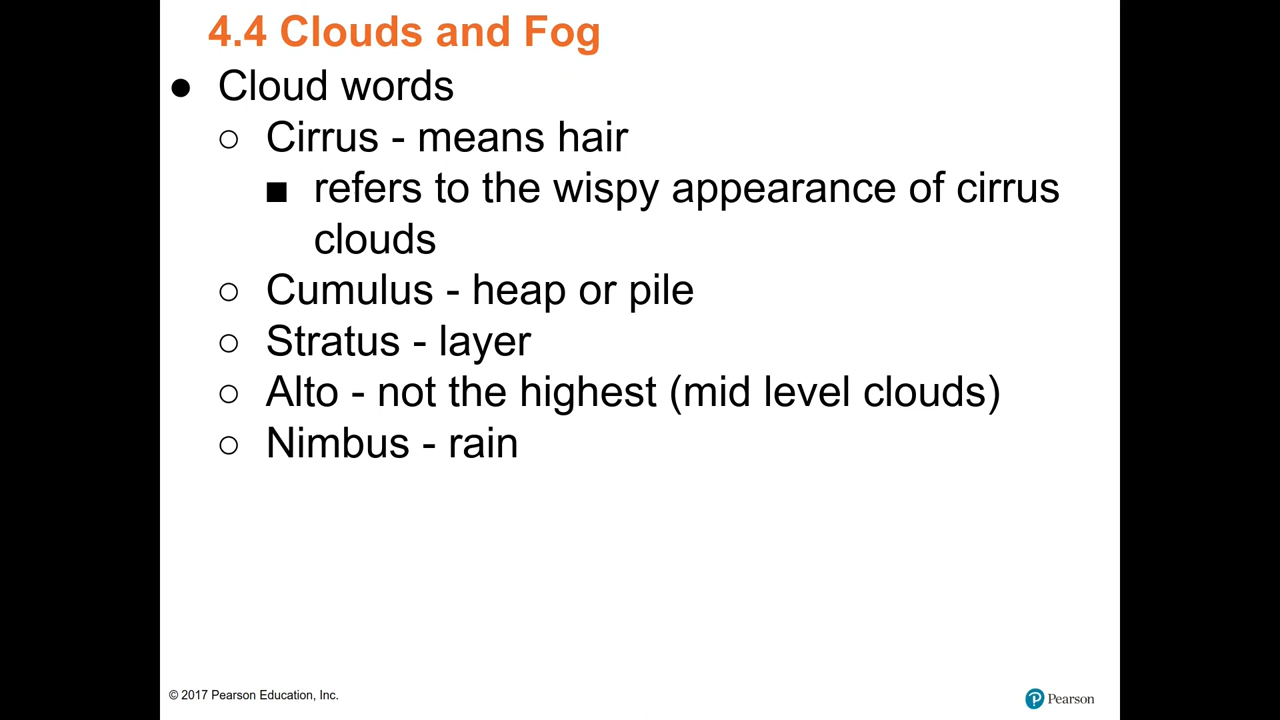 4.4 Clouds and Fog
● Cloud words
○ Cirrus - means hair
■ refers to the wispy appearance of cirrus
clouds
○ Cumulus - heap or pile
○ Stratus - layer
○ Alto - not the highest (mid level clouds)
○ Nimbus - rain
© 2017 Pearson Education, Inc.
P Pearson